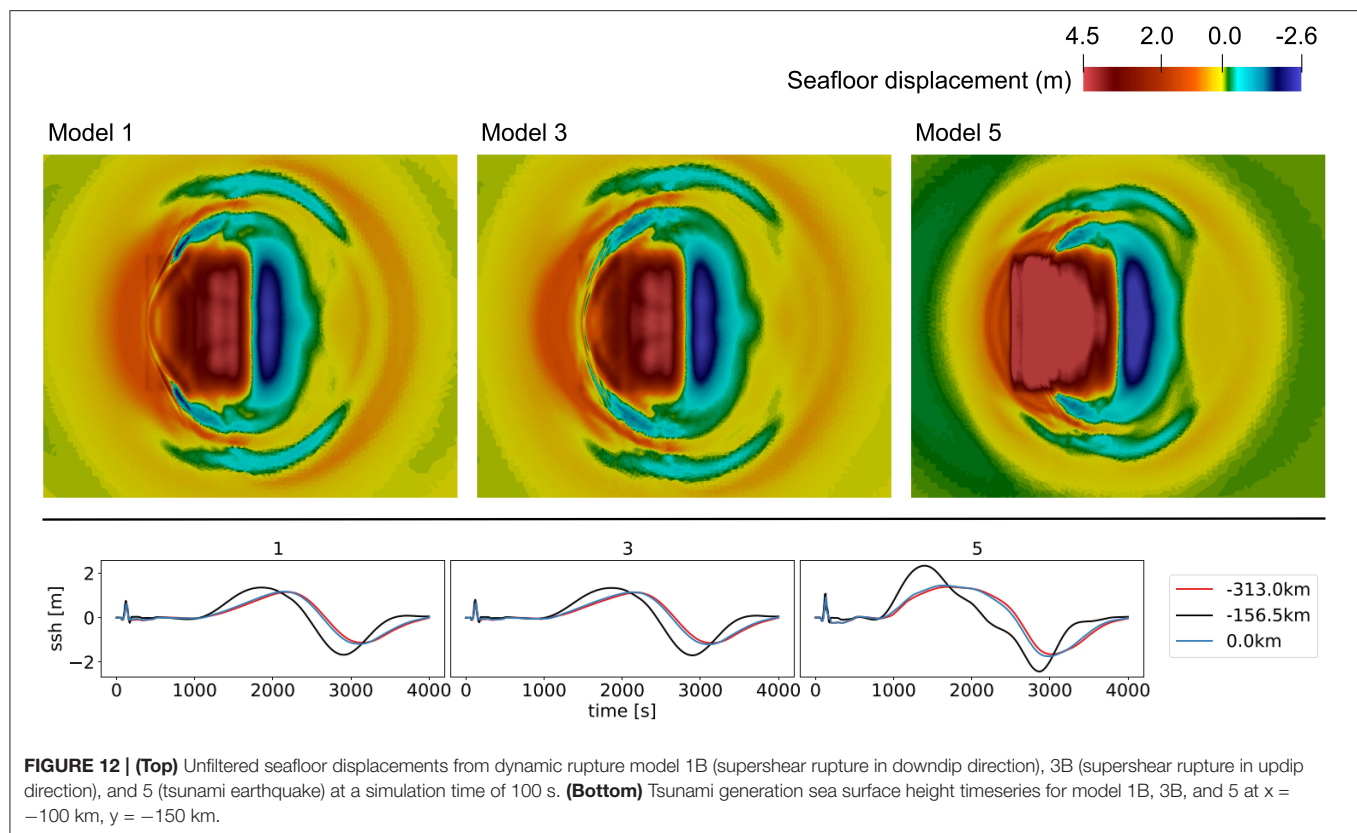 4.5 2.0 0.0 -2.6
Seafloor displacement (m)
Model 1
Model 3
Model 5
1
3
5
ssh [m]
2
0
−2
0 1000 2000 3000 4000
0 1000 2000 3000 4000
0 1000 2000 3000 4000
time [s]
-313.0km
-156.5km
0.0km
FIGURE 12 | (Top) Unfiltered seafloor displacements from dynamic rupture model 1B (supershear rupture in downdip direction), 3B (supershear rupture in updip
direction), and 5 (tsunami earthquake) at a simulation time of 100 s. (Bottom) Tsunami generation sea surface height timeseries for model 1B, 3B, and 5 at x =
−100 km, y = −150 km.